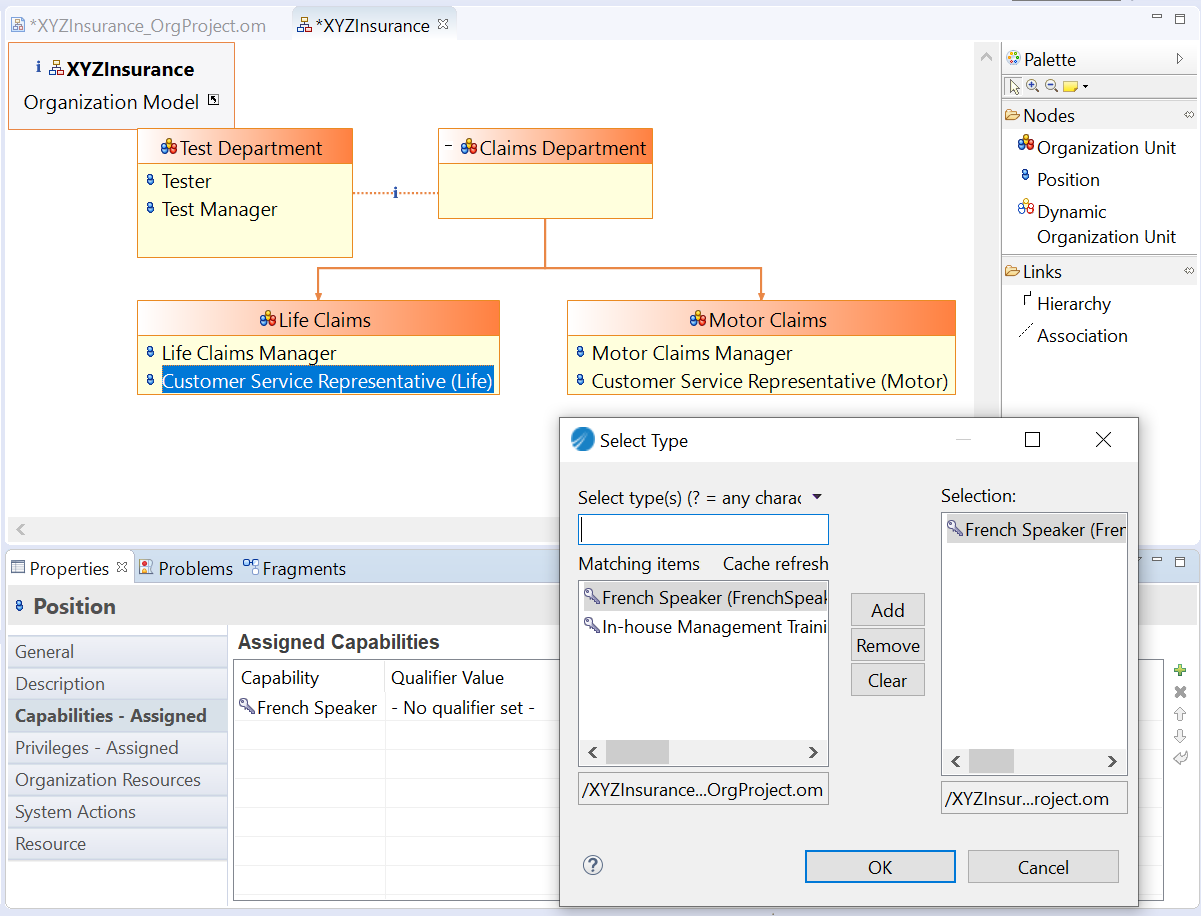 *XYZInsurance_OrgProject.om
*XYZInsurance
XYZInsurance
Organization Model
Test Department
Tester
Test Manager
Claims Department
Life Claims
Life Claims Manager
Customer Service Representative (Life)
Motor Claims
Motor Claims Manager
Customer Service Representative (Motor)
Palette
Nodes
Organization Unit
Position
Dynamic
Organization Unit
Links
Hierarchy
Association
Properties
Problems
Fragments
Position
General
Description
Capabilities - Assigned
Privileges - Assigned
Organization Resources
System Actions
Resource
Assigned Capabilities
Capability
Qualifier Value
French Speaker
- No qualifier set -
Select Type
Select type(s) (? = any charac
Matching items
Cache refresh
French Speaker (FrenchSpeak
In-house Management Traini
/XYZInsurance...OrgProject.om
Add
Remove
Clear
Selection:
French Speaker (Fren
/XYZInsur...roject.om
OK
Cancel